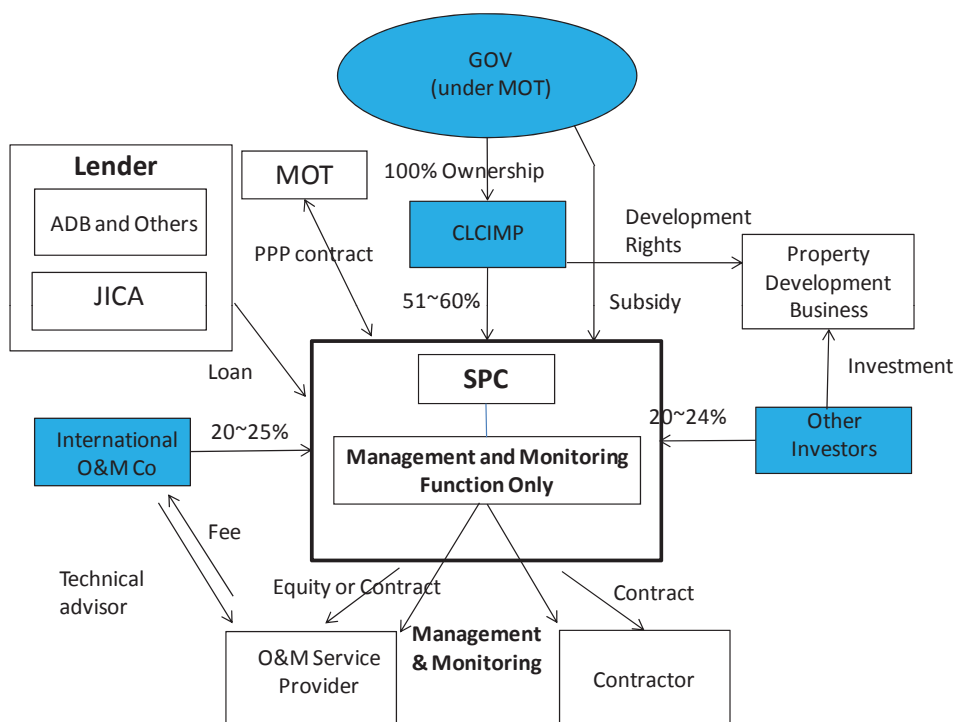 GOV
(under MOT)
Lender
ADB and Others
JICA
MOT
100% Ownership
CLCIMP
Development
Rights
Property
Development
Business
PPP contract
51~60%
Subsidy
Loan
Investment
SPC
Management and Monitoring
Function Only
20~25%
20~24%
International
O&M Co
Other
Investors
Fee
Technical
advisor
Equity or Contract
Contract
Management
& Monitoring
O&M Service
Provider
Contractor